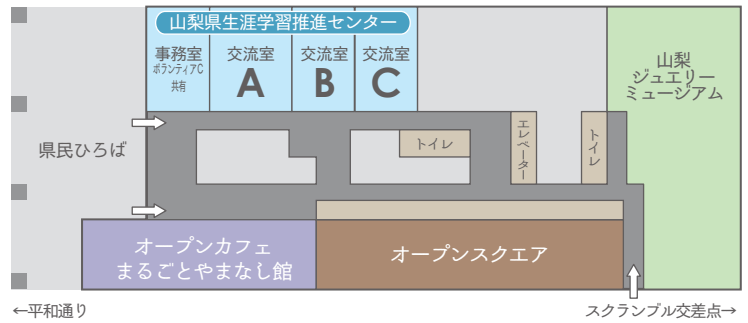 山梨県生涯学習推進センター
事務室
ボランティアC
共有
交流室
A
交流室
B
交流室
C
山梨
ジュエリー
ミュージアム
県民ひろば
トイレ
エレベーター
トイレ
オープンカフェ
まるごとやまなし館
オープンスクエア
←平和通り
スクランブル交差点→